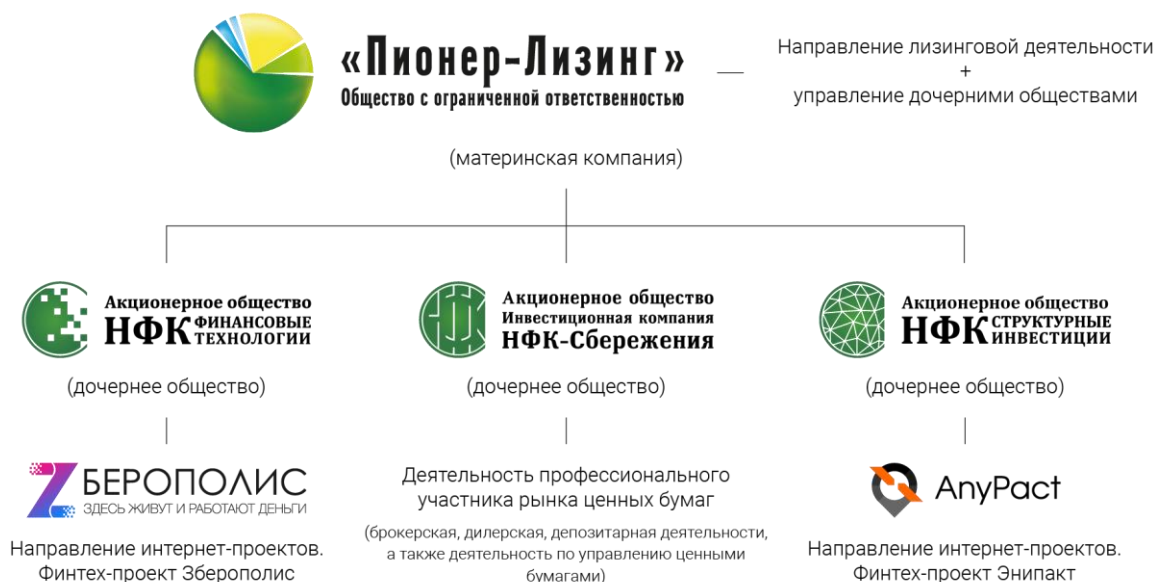 «Пионер-Лизинг»
Общество с ограниченной ответственностью
Направление лизинговой деятельности
+
управление дочерними обществами
(материнская компания)
Акционерное общество
НФК ФИНАНСОВЫЕ
ТЕХНОЛОГИИ
(дочернее общество)
ZБЕРОПОЛИС
ЗДЕСЬ ЖИВУТ И РАБОТАЮТ ДЕНЬГИ
Направление интернет-проектов.
Финтех-проект Зберополис
Акционерное общество
Инвестиционная компания
НФК-Сбережения
(дочернее общество)
Деятельность профессионального
участника рынка ценных бумаг
(брокерская, дилерская, депозитарная деятельности,
а также деятельность по управлению ценными
бумагами)
Акционерное общество
НФК СТРУКТУРНЫЕ
ИНВЕСТИЦИИ
(дочернее общество)
AnyPact
Направление интернет-проектов.
Финтех-проект Энипакт